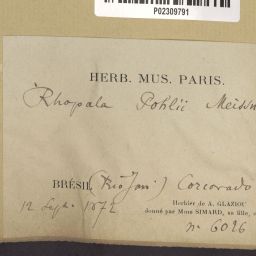 P02309791
HERB. MUS. PARIS.
Rhopala Pohlii Meissn
BRÉSIL (Rio Jan.) Corcovado
Herbier de A. GLAZIOU
12 Sept. 1872
donné par Mme SIMARD, sa fille,
n° 6026